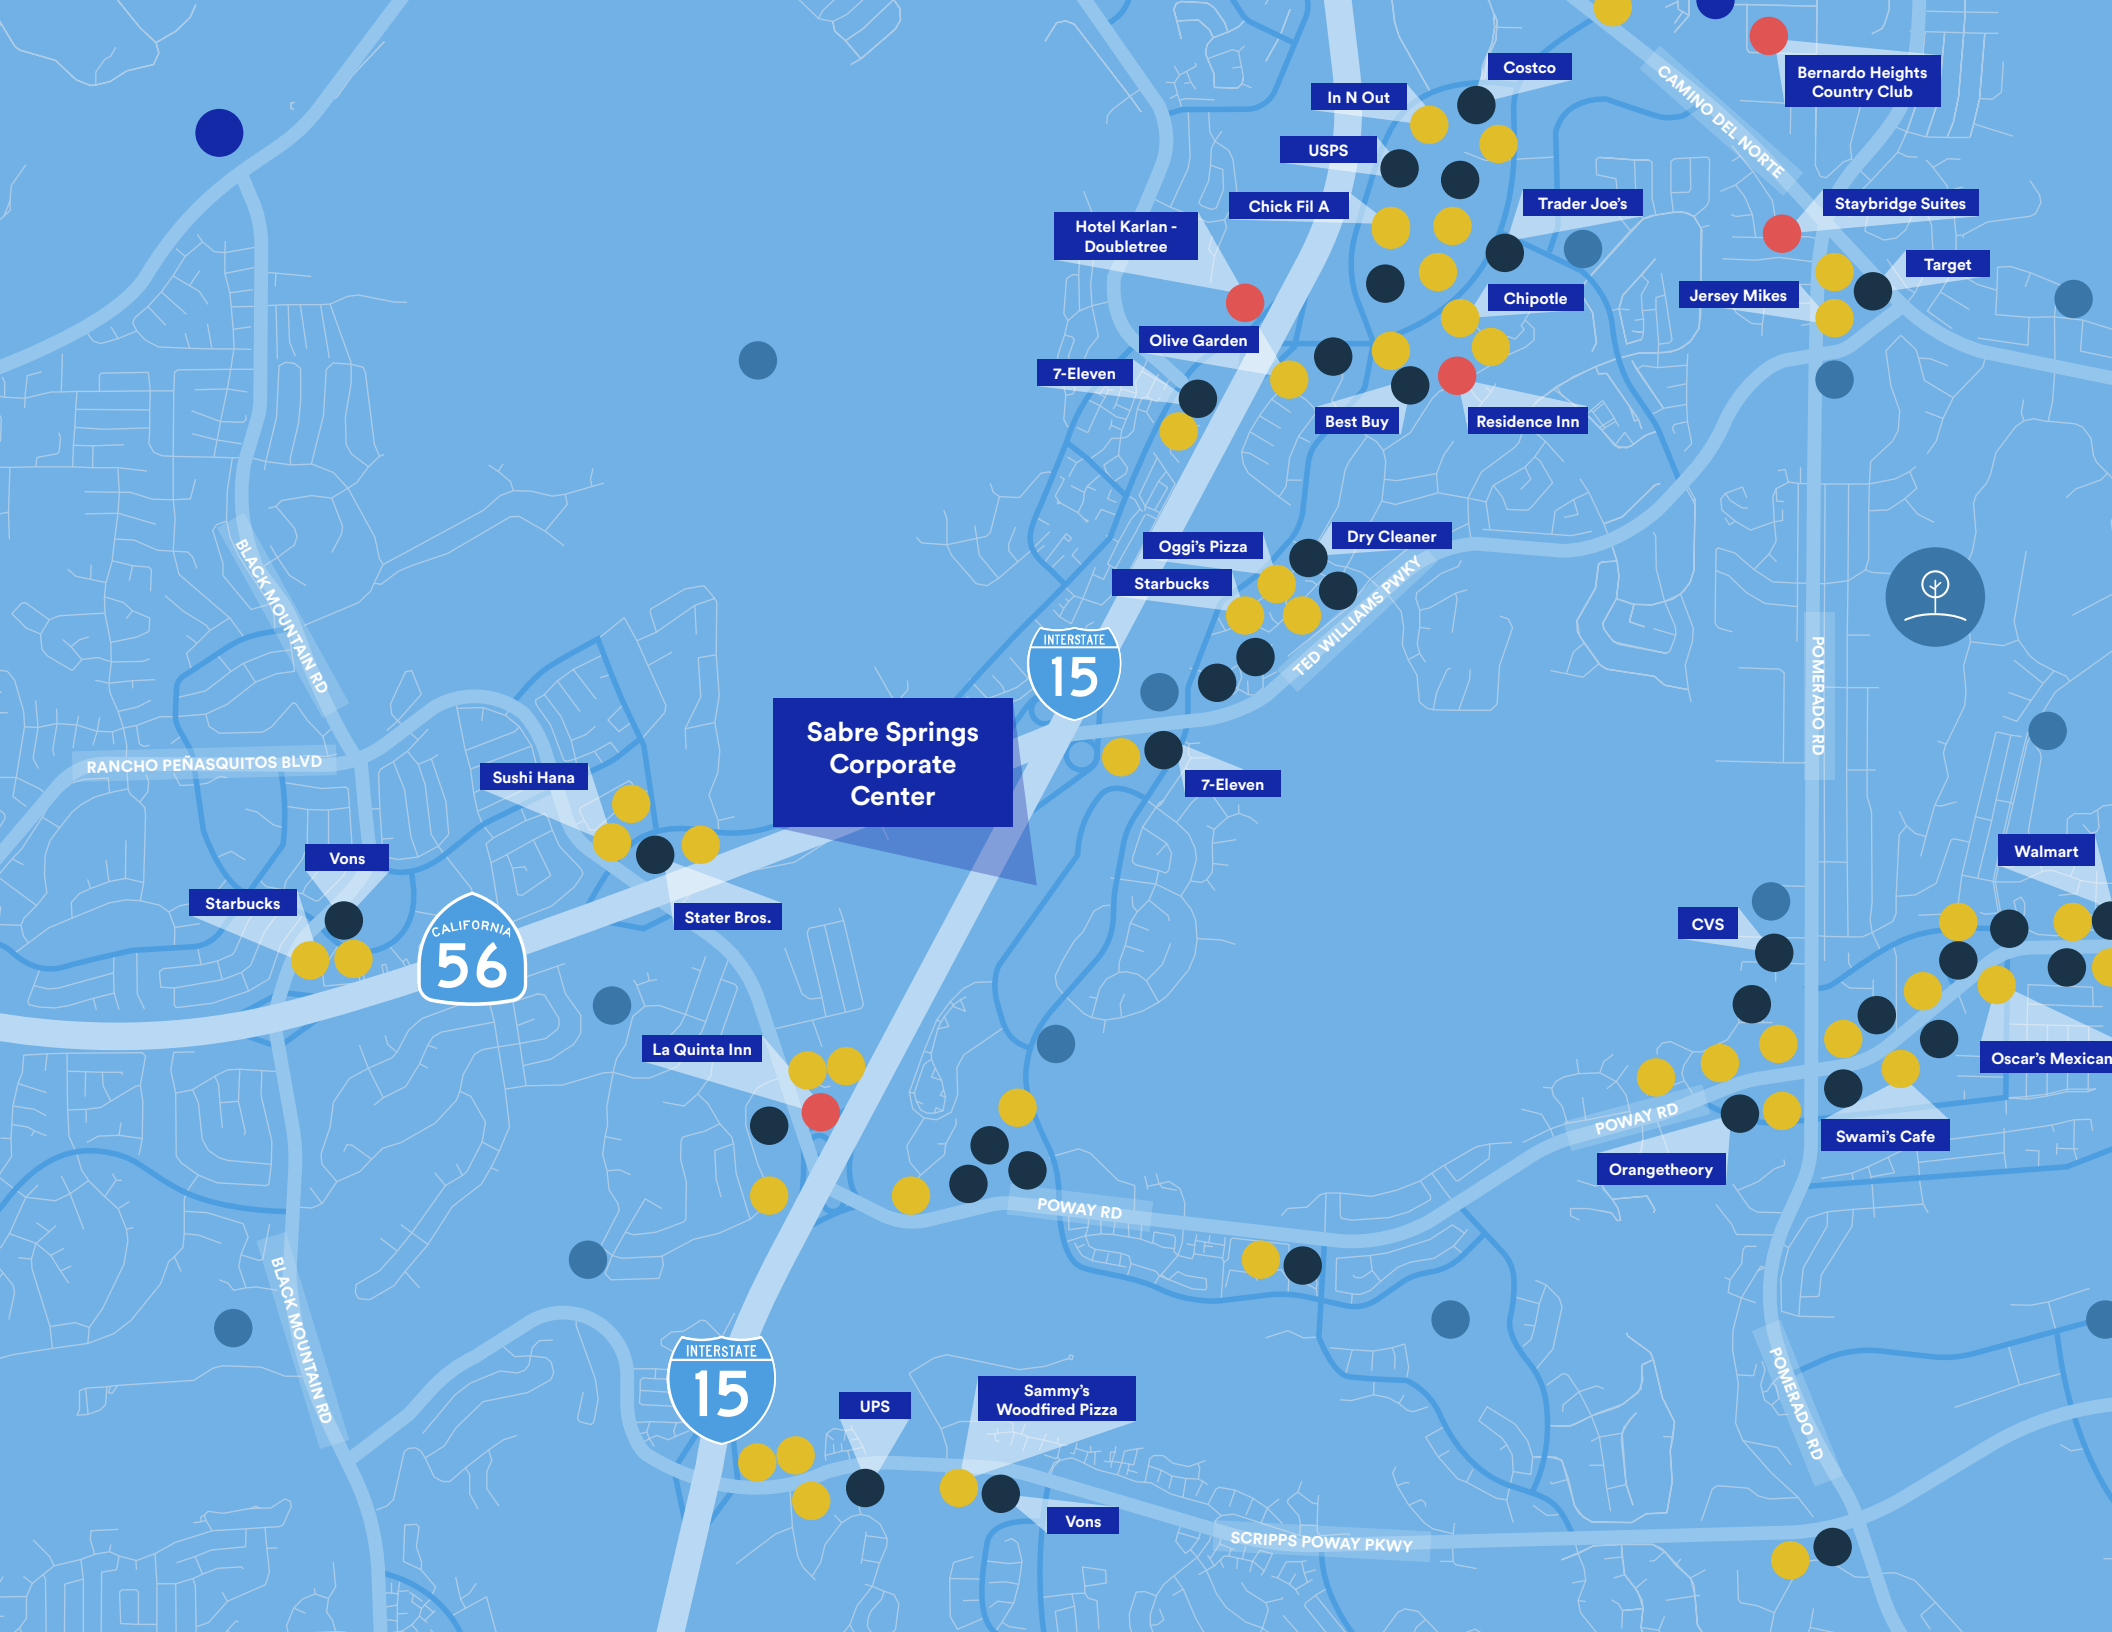 Costco
Bernardo Heights
Country Club
In N Out
CAMINO DEL NORTE
USPS
Chick Fil A
Trader Joe's
Staybridge Suites
Hotel Karlan -
Doubletree
Target
Jersey Mikes
Chipotle
Olive Garden
7-Eleven
Best Buy
Residence Inn
Dry Cleaner
Oggi's Pizza
Starbucks
TED WILLIAMS PWKY
BLACK MOUNTAIN RD
INTERSTATE
15
POMERADO RD
Sabre Springs
Corporate
Center
RANCHO PEÑASQUITOS BLVD
Sushi Hana
7-Eleven
Vons
Walmart
Starbucks
Stater Bros.
CVS
CALIFORNIA
56
La Quinta Inn
Oscar's Mexican
POWAY RD
Swami's Cafe
Orangetheory
POWAY RD
BLACK MOUNTAIN RD
INTERSTATE
15
POMERADO RD
UPS
Sammy's
Woodfired Pizza
Vons
SCRIPPS POWAY PKWY